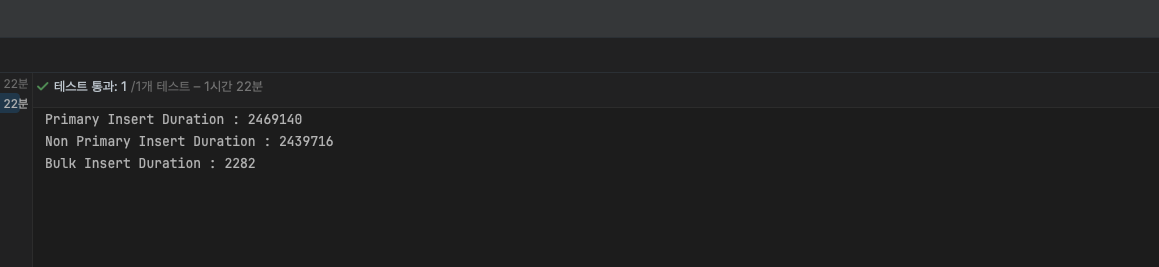 22분
✓ 테스트 통과: 1 /1개 테스트 – 1시간 22분
22분
Primary Insert Duration : 2469140
Non Primary Insert Duration : 2439716
Bulk Insert Duration : 2282